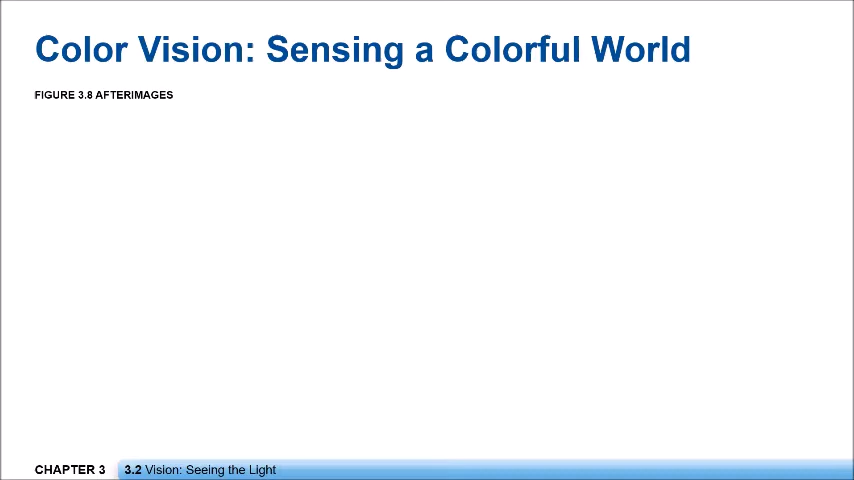 Color Vision: Sensing a Colorful World
FIGURE 3.8 AFTERIMAGES
CHAPTER 3 3.2 Vision: Seeing the Light